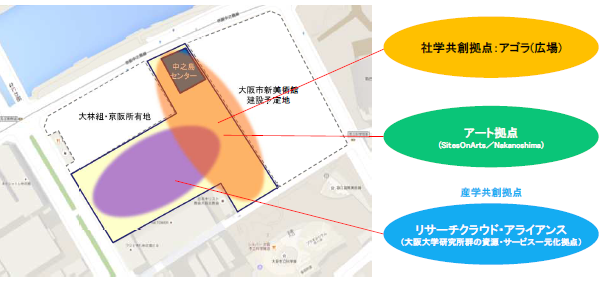 中之島
センター
大阪市新美術館
建設予定地
大林組・京阪所有地
社学共創拠点：アゴラ(広場)
アート拠点
(SitesOnArts／Nakanoshima)
産学共創拠点
リサーチクラウド・アライアンス
(大阪大学研究所群の資源・サービス一元化拠点)